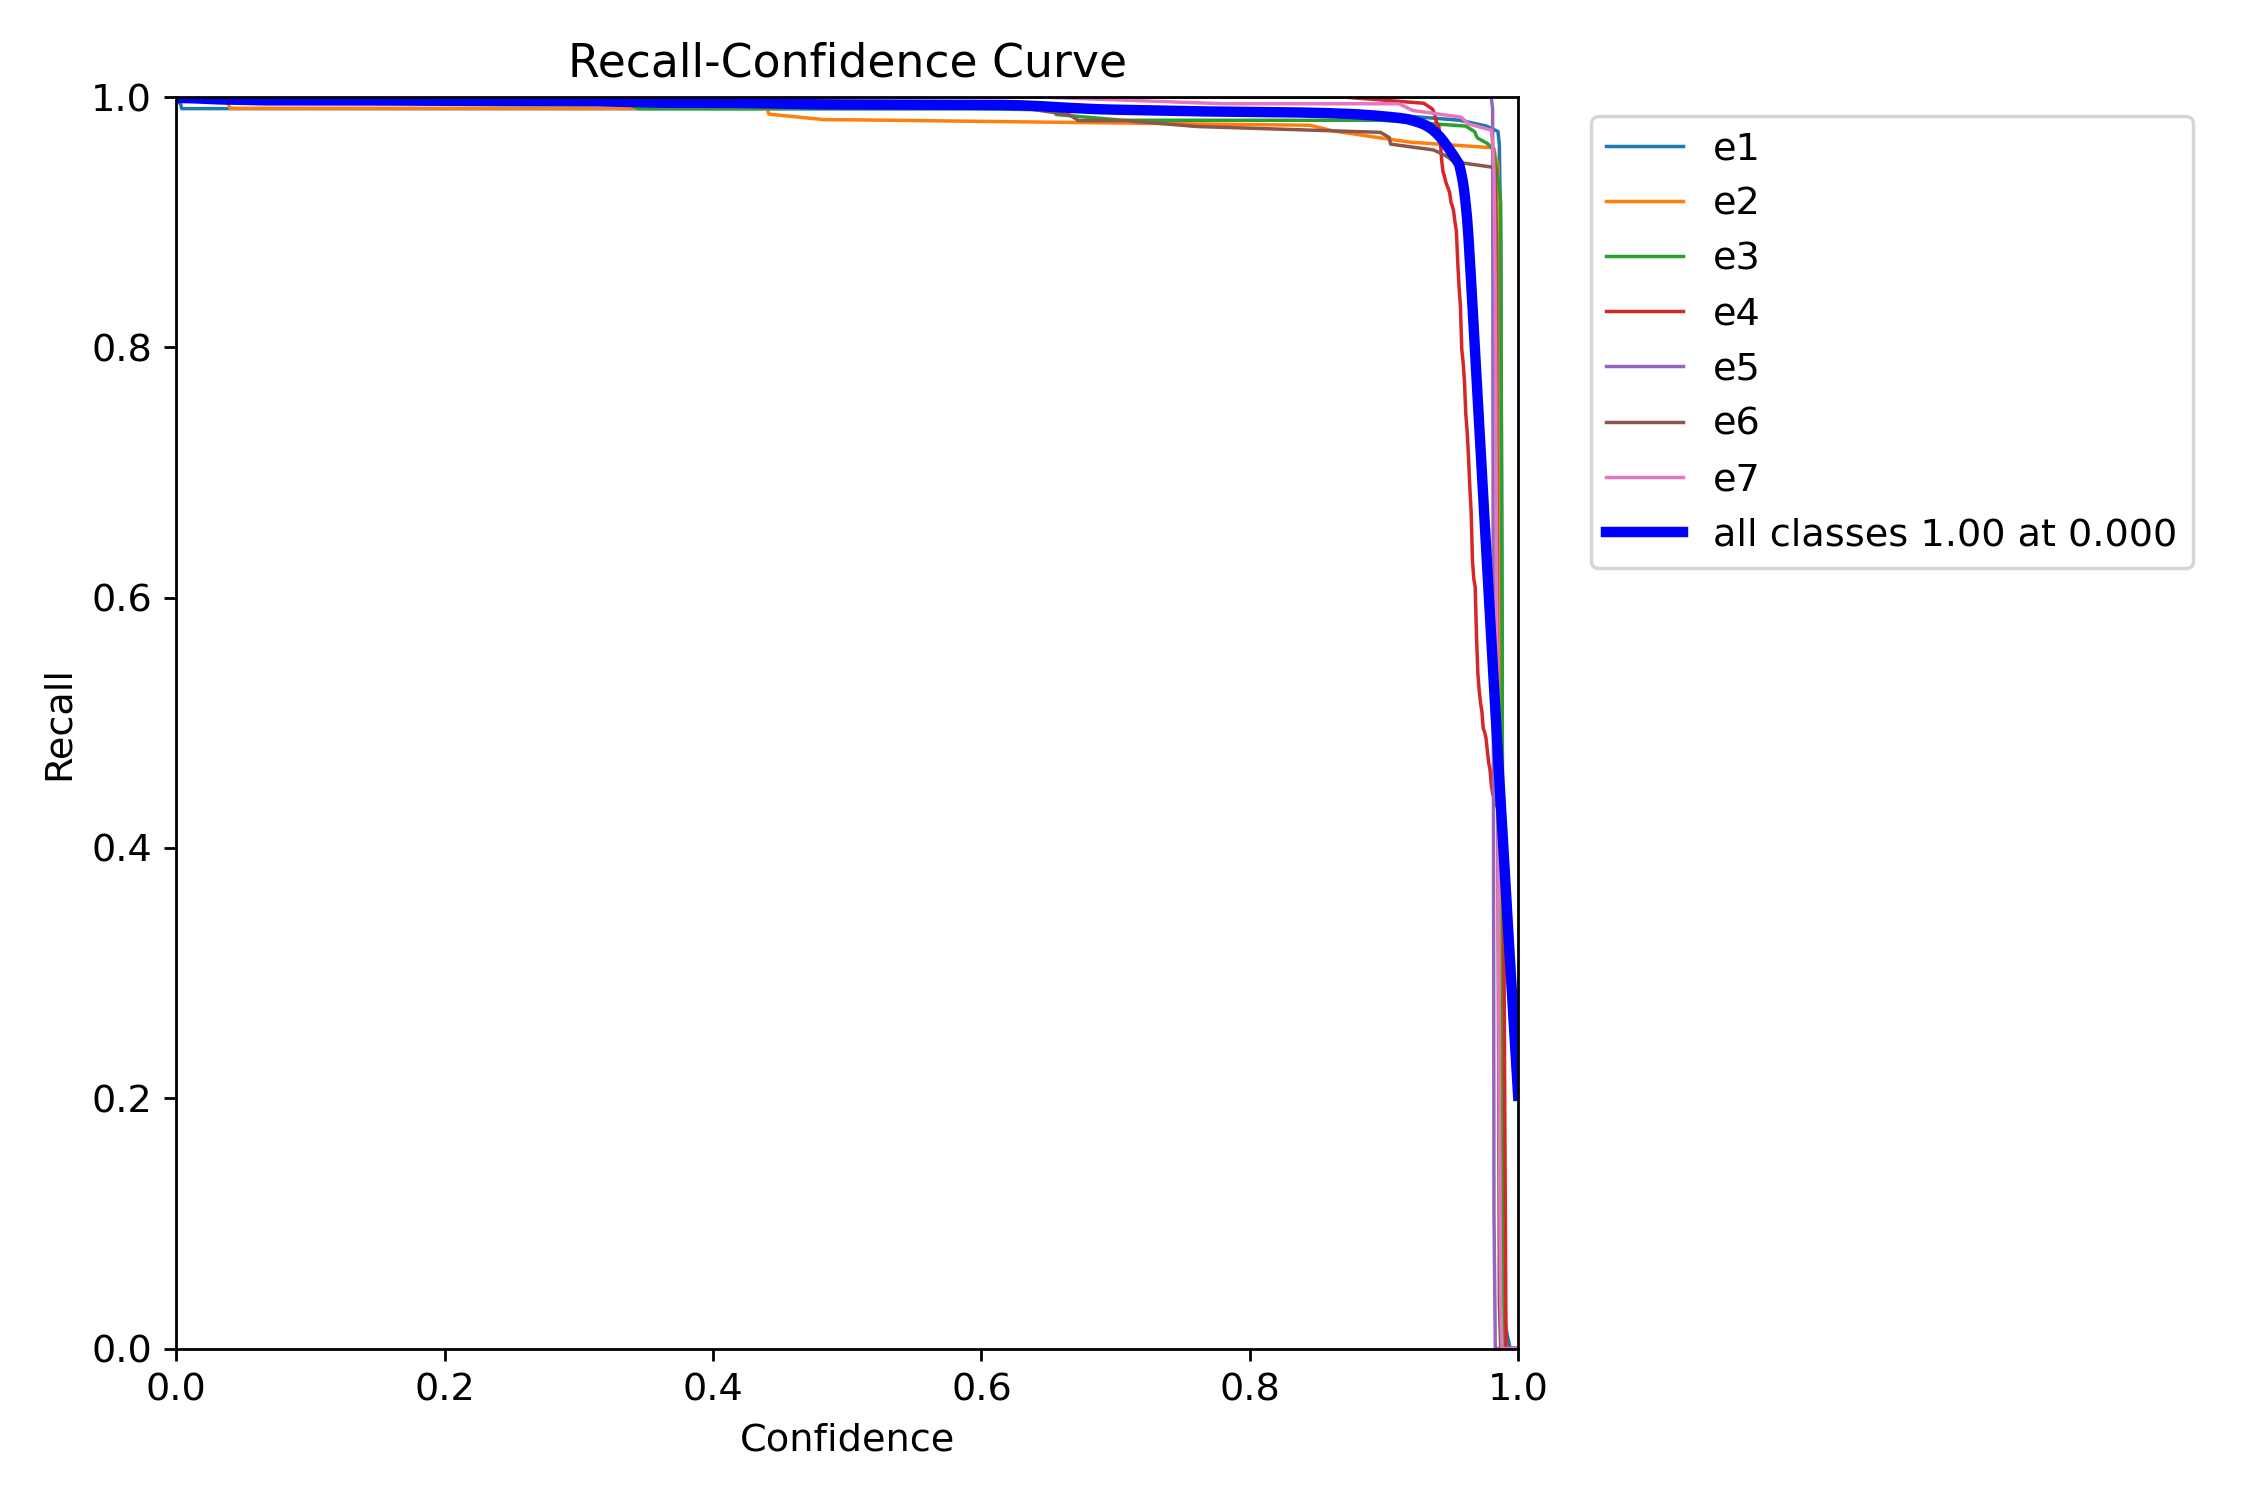 Recall-Confidence Curve
1.0
0.8
0.6
0.4
0.2
0.0
Recall
0.0 0.2 0.4 0.6 0.8 1.0
Confidence
e1
e2
e3
e4
e5
e6
e7
all classes 1.00 at 0.000